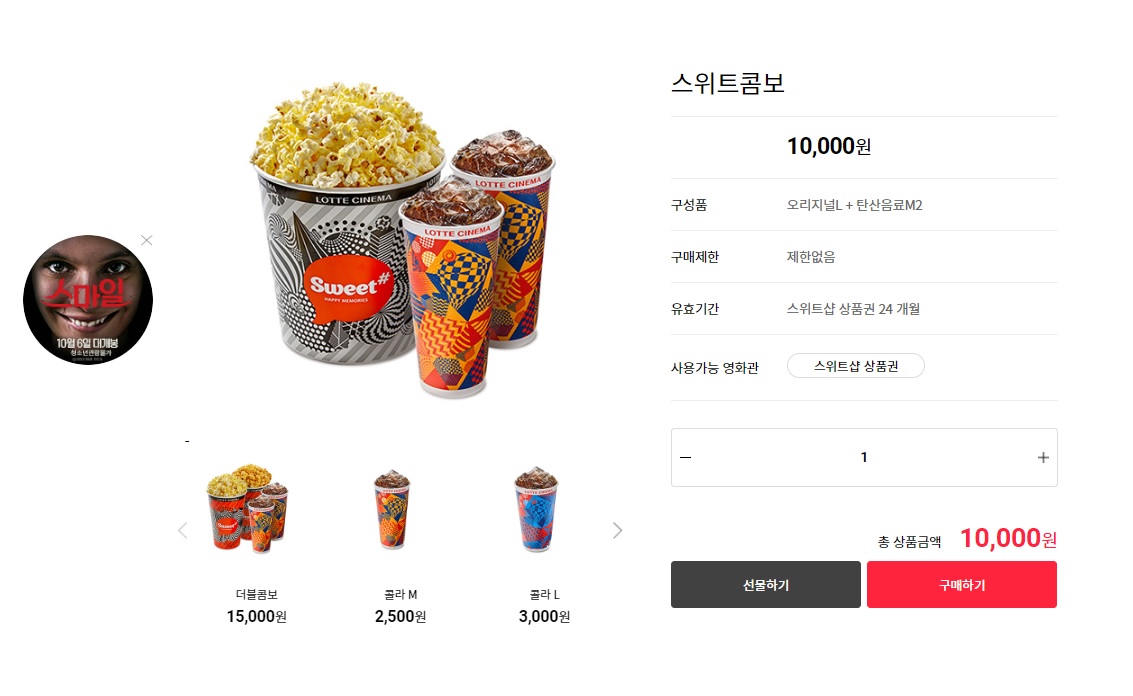 스위트콤보
10,000원
구성품 오리지널L + 탄산음료M2
구매제한 제한없음
유효기간 스위트샵 상품권 24 개월
사용가능 영화관 스위트샵 상품권
1
총 상품금액 10,000원
선물하기 구매하기
LOTTE CINEMA
LOTTE CINEMA
LOTTE CINEMA
Sweet#
HAPPY MEMORIES
스마일
10월 6일 대개봉
청소년관람불가
-
더블콤보
15,000원
콜라 M
2,500원
콜라 L
3,000원